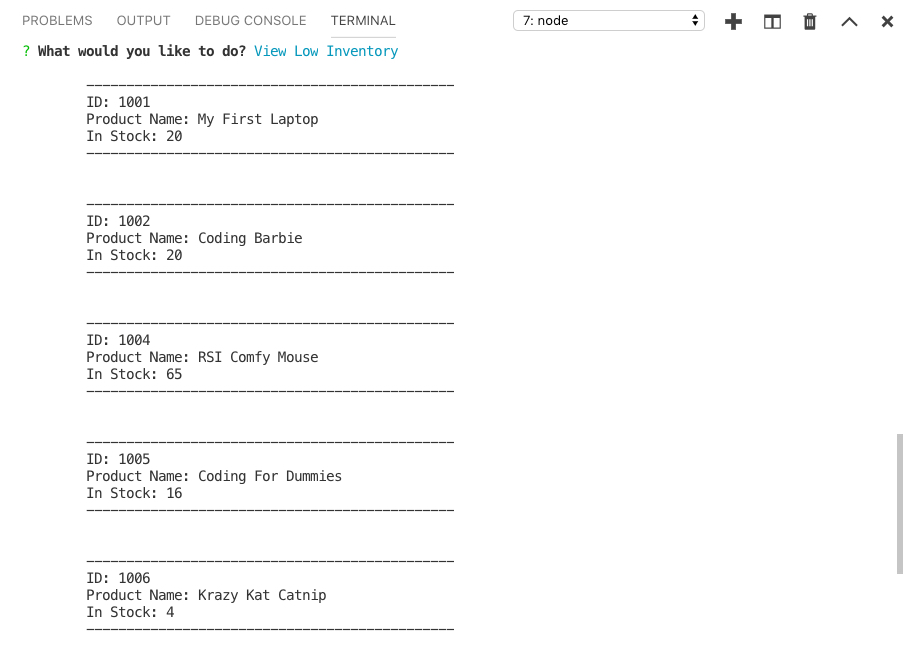 PROBLEMS OUTPUT DEBUG CONSOLE TERMINAL 7: node
? What would you like to do? View Low Inventory
ID: 1001
Product Name: My First Laptop
In Stock: 20
ID: 1002
Product Name: Coding Barbie
In Stock: 20
ID: 1004
Product Name: RSI Comfy Mouse
In Stock: 65
ID: 1005
Product Name: Coding For Dummies
In Stock: 16
ID: 1006
Product Name: Krazy Kat Catnip
In Stock: 4